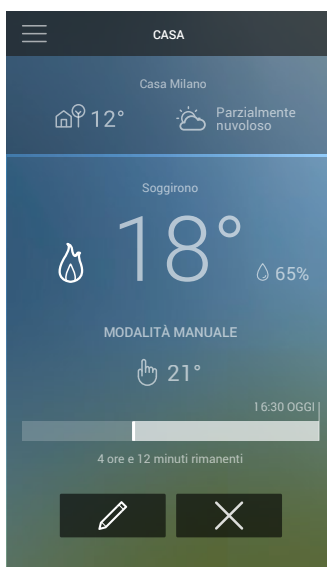 CASA
Casa Milano
12°
Parzialmente
nuvoloso
Soggirono
18°
65%
MODALITÀ MANUALE
21°
16:30 OGGI
4 ore e 12 minuti rimanenti